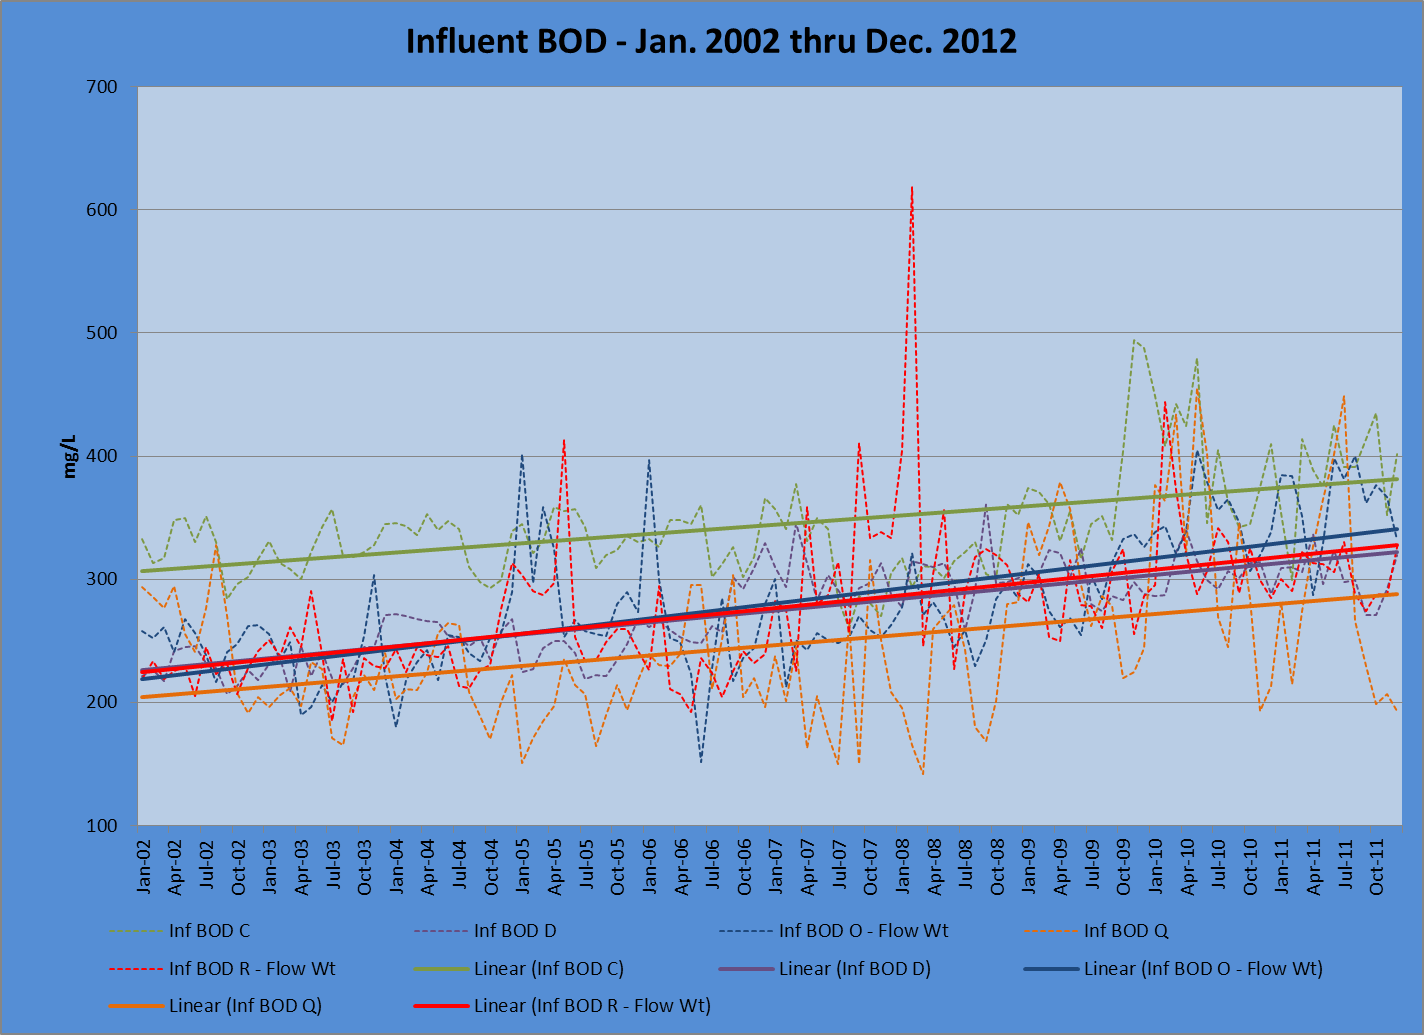 Influent BOD - Jan. 2002 thru Dec. 2012
700
600
500
400
300
200
100
mg/L
Jan-02 Apr-02 Jul-02 Oct-02 Jan-03 Apr-03 Jul-03 Oct-03 Jan-04 Apr-04 Jul-04 Oct-04 Jan-05 Apr-05 Jul-05 Oct-05 Jan-06 Apr-06 Jul-06 Oct-06 Jan-07 Apr-07 Jul-07 Oct-07 Jan-08 Apr-08 Jul-08 Oct-08 Jan-09 Apr-09 Jul-09 Oct-09 Jan-10 Apr-10 Jul-10 Oct-10 Jan-11 Apr-11 Jul-11 Oct-11
Inf BOD C Inf BOD D Inf BOD O - Flow Wt Inf BOD Q
Inf BOD R - Flow Wt Linear (Inf BOD C) Linear (Inf BOD D) Linear (Inf BOD O - Flow Wt)
Linear (Inf BOD Q) Linear (Inf BOD R - Flow Wt)